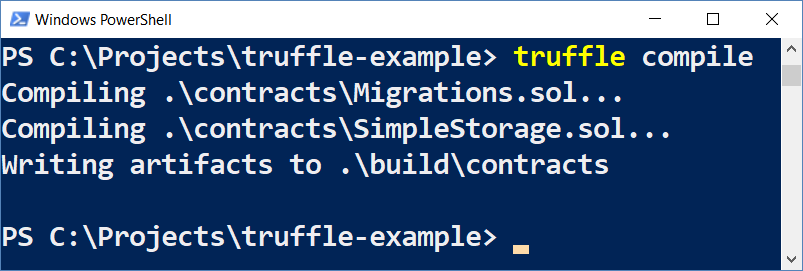 Windows PowerShell
PS C:\Projects\truffle-example> truffle compile
Compiling .\contracts\Migrations.sol...
Compiling .\contracts\SimpleStorage.sol...
Writing artifacts to .\build\contracts
PS C:\Projects\truffle-example>